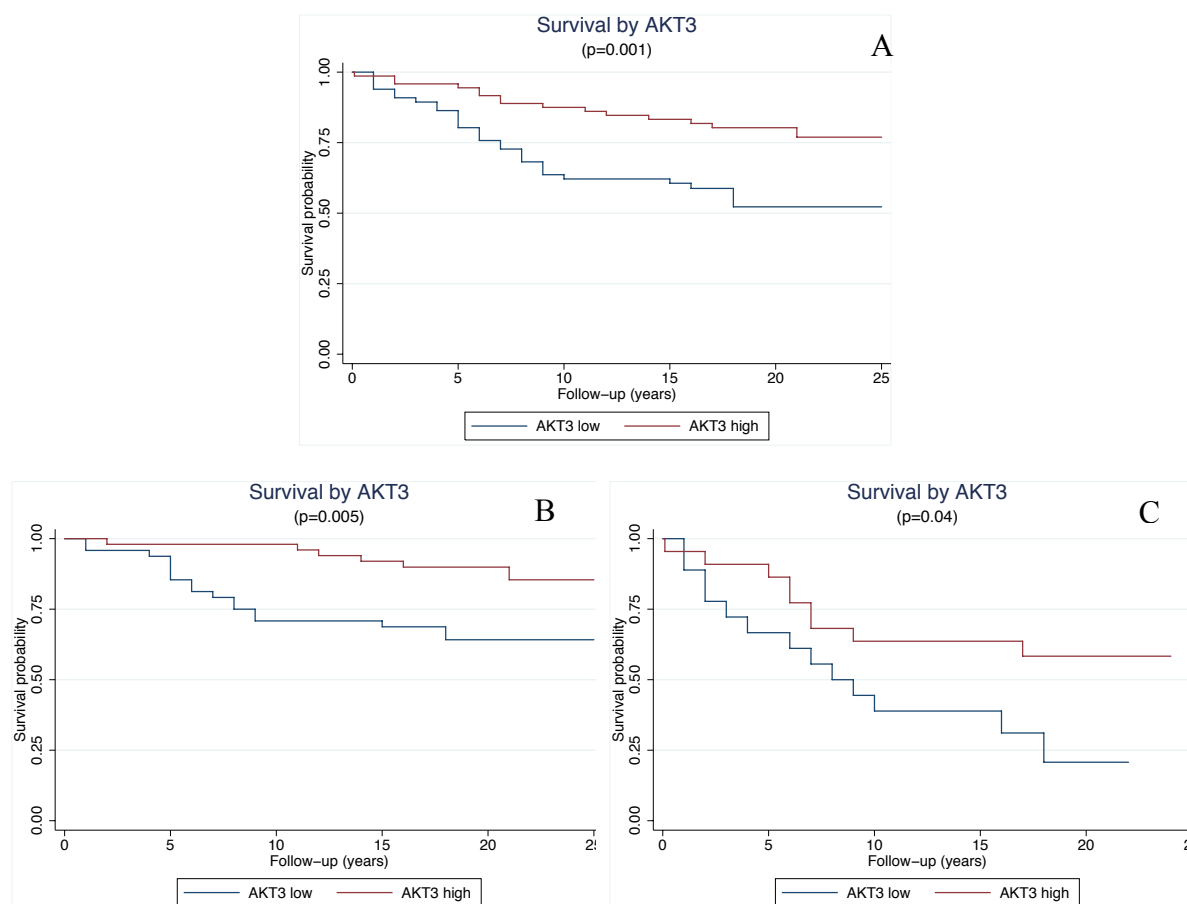 Survival by AKT3
(p=0.001)
A
Survival probability
1.00
0.75
0.50
0.25
0.00
0 5 10 15 20 25
Follow-up (years)
AKT3 low AKT3 high
Survival by AKT3
(p=0.005)
B
Survival probability
1.00
0.75
0.50
0.25
0.00
0 5 10 15 20
Follow-up (years)
AKT3 low AKT3 high
Survival by AKT3
(p=0.04)
C
Survival probability
1.00
0.75
0.50
0.25
0.00
0 5 10 15 20
Follow-up (years)
AKT3 low AKT3 high